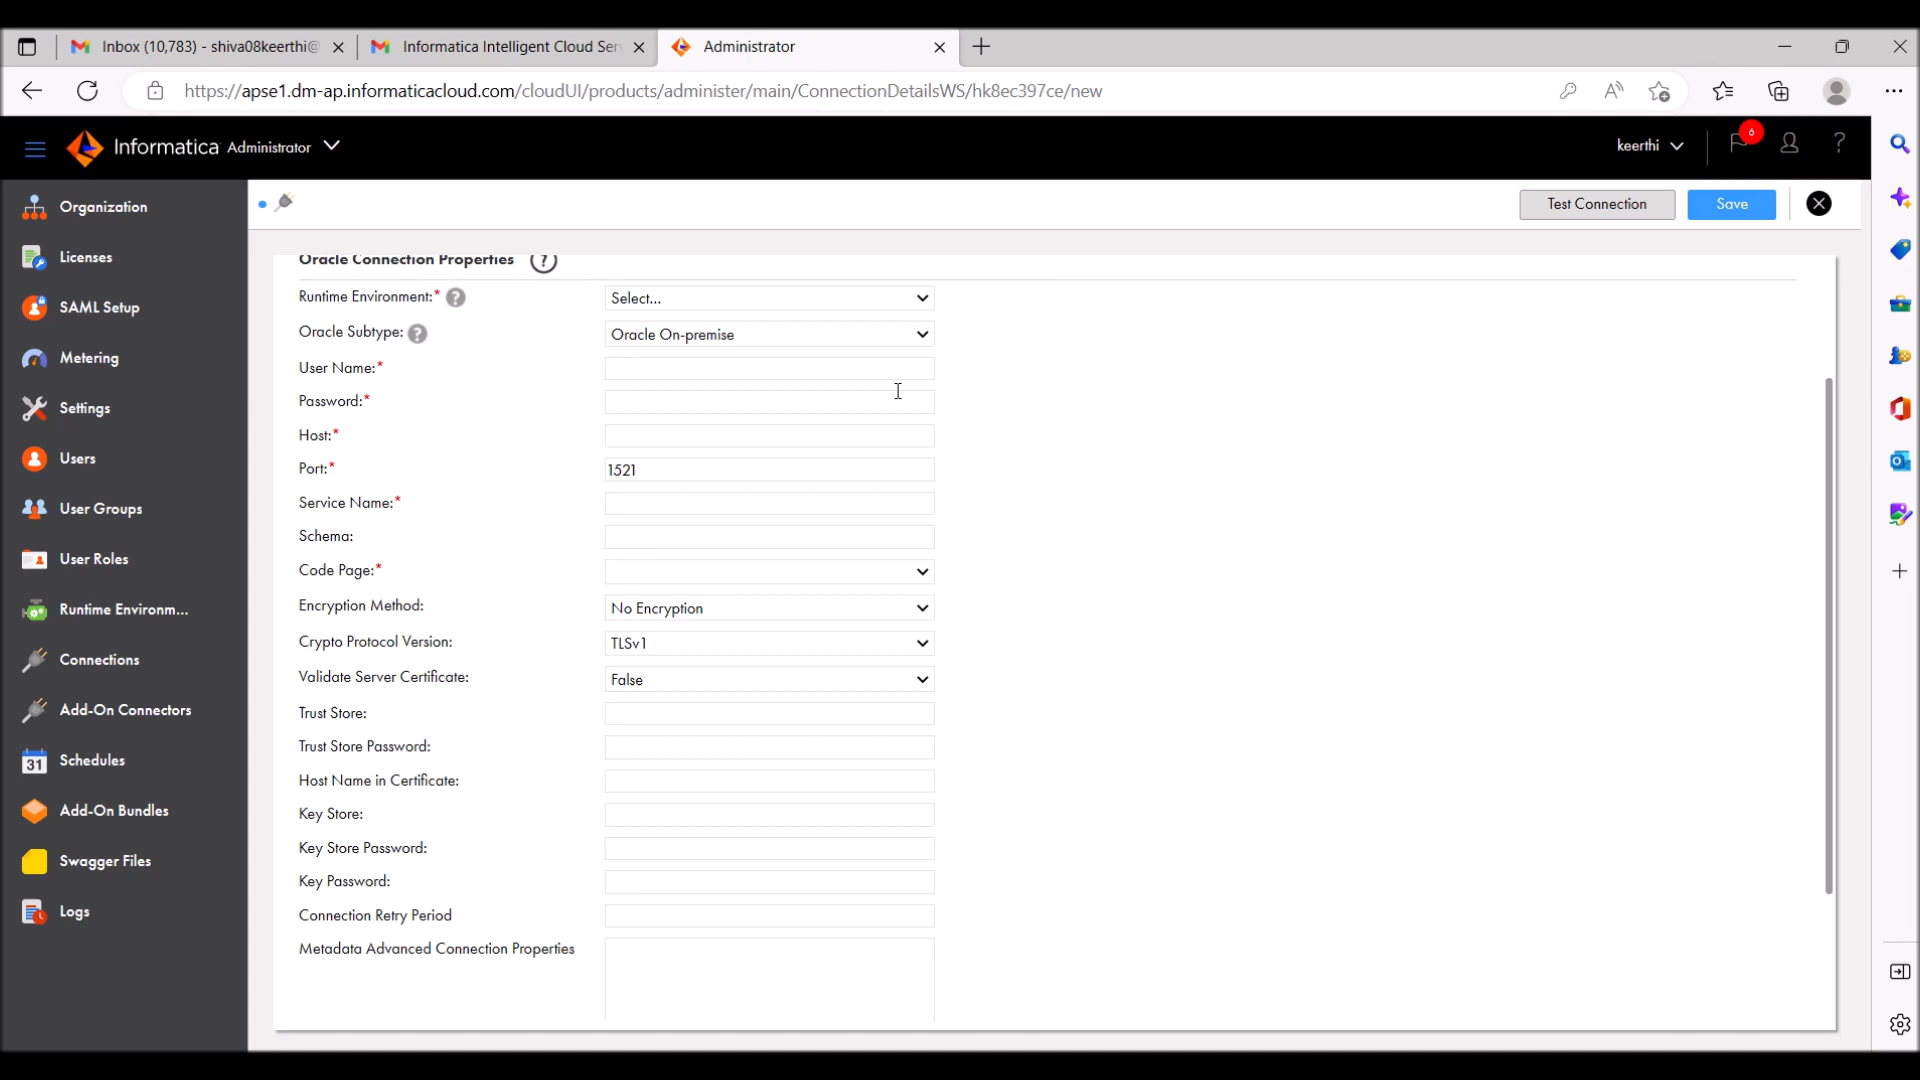 Inbox (10,783) - shiva08keerthi@
Informatica Intelligent Cloud Ser
Administrator
https://apse1.dm-ap.informaticacloud.com/cloudUI/products/administer/main/ConnectionDetailsWS/hk8ec397ce/new
Informatica Administrator
keerthi
6
?
Organization
Licenses
SAML Setup
Metering
Settings
Users
User Groups
User Roles
Runtime Environm...
Connections
Add-On Connectors
31 Schedules
Add-On Bundles
Swagger Files
Logs
Test Connection
Save
Oracle Connection Properties ?
Runtime Environment:* ? Select...
Oracle Subtype: ? Oracle On-premise
User Name:*
Password:*
Host:*
Port:* 1521
Service Name:*
Schema:
Code Page:*
Encryption Method: No Encryption
Crypto Protocol Version: TLSv1
Validate Server Certificate: False
Trust Store:
Trust Store Password:
Host Name in Certificate:
Key Store:
Key Store Password:
Key Password:
Connection Retry Period
Metadata Advanced Connection Properties